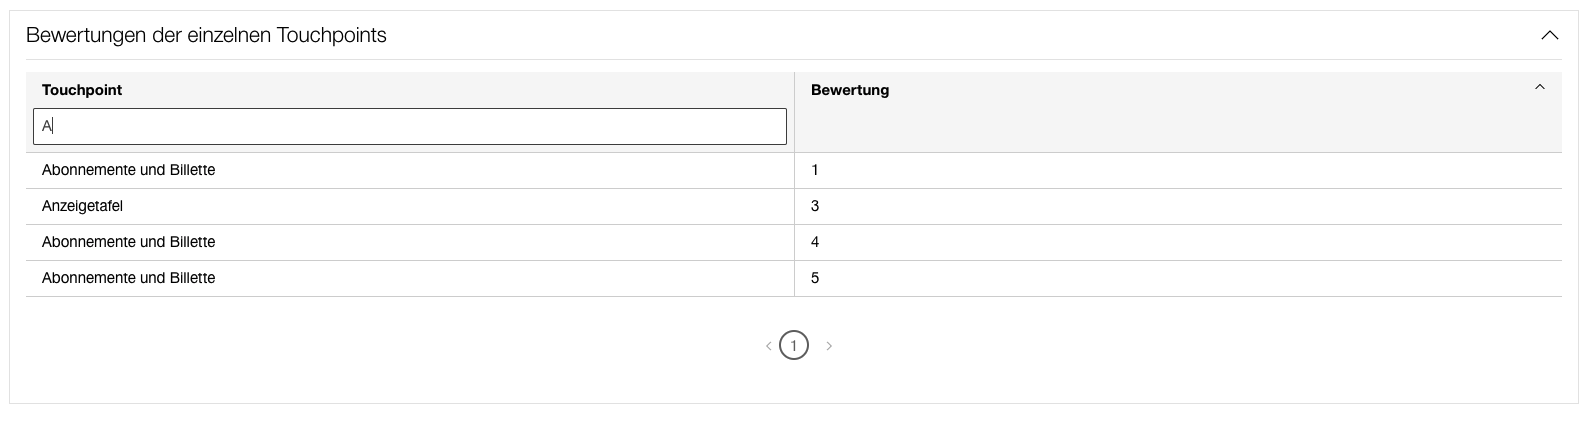 Bewertungen der einzelnen Touchpoints
Touchpoint Bewertung
A
Abonnemente und Billette 1
Anzeigetafel 3
Abonnemente und Billette 4
Abonnemente und Billette 5
1